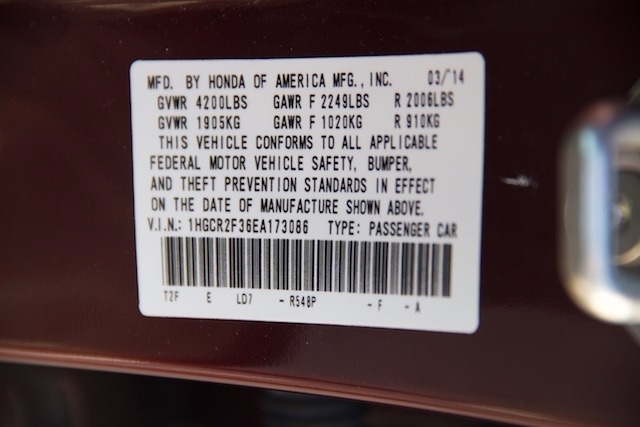 MFD. BY HONDA OF AMERICA MFG., INC. 03/14
GVWR 4200LBS GAWR F 2249LBS R 2006LBS
GVWR 1905KG GAWR F 1020KG R 910KG
THIS VEHICLE CONFORMS TO ALL APPLICABLE
FEDERAL MOTOR VEHICLE SAFETY, BUMPER,
AND THEFT PREVENTION STANDARDS IN EFFECT
ON THE DATE OF MANUFACTURE SHOWN ABOVE.
V.I.N.: 1HGCR2F36EA173086 TYPE: PASSENGER CAR
T2F E LD7 - R548P - F - A